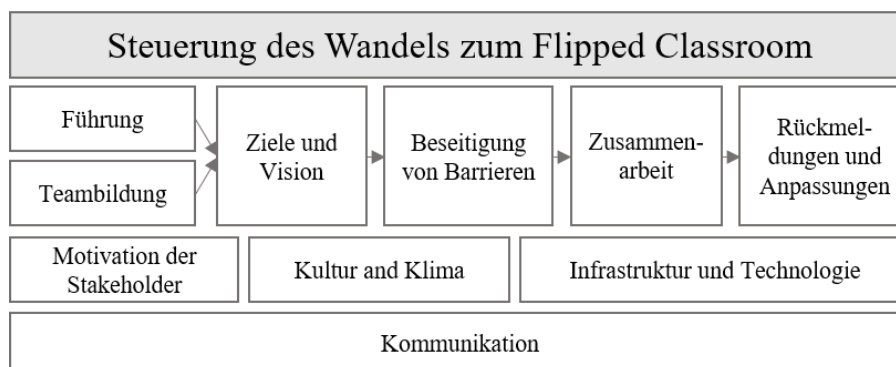 Steuerung des Wandels zum Flipped Classroom
Führung
Teambildung
Ziele und
Vision
Beseitigung
von Barrieren
Zusammen-
arbeit
Rückmel-
dungen und
Anpassungen
Motivation der
Stakeholder
Kultur and Klima
Infrastruktur und Technologie
Kommunikation